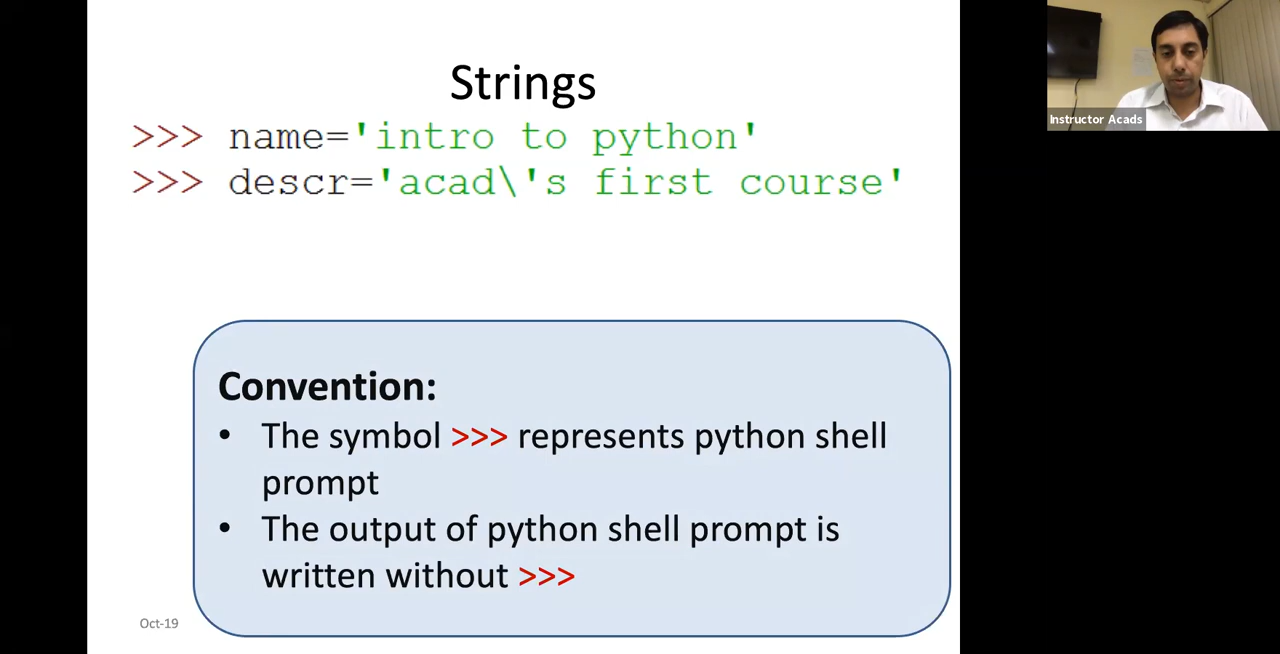 Strings
>>> name='intro to python'
>>> descr='acad\'s first course'
Convention:
• The symbol >>> represents python shell
prompt
• The output of python shell prompt is
written without >>>
Oct-19
Instructor Acads